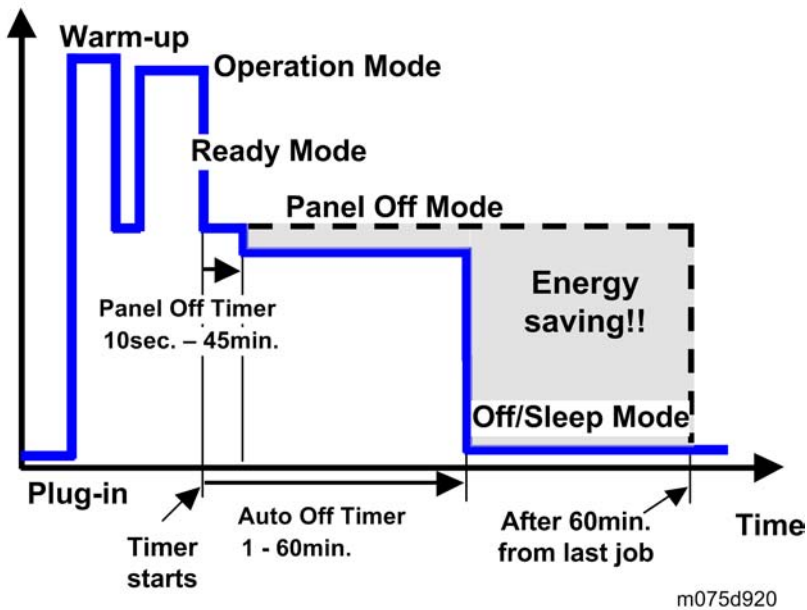 Warm-up
Operation Mode
Ready Mode
Panel Off Mode
Panel Off Timer
10sec. – 45min.
Energy
saving!!
Off/Sleep Mode
Plug-in
Timer
starts
Auto Off Timer
1 - 60min.
After 60min.
from last job
Time
m075d920